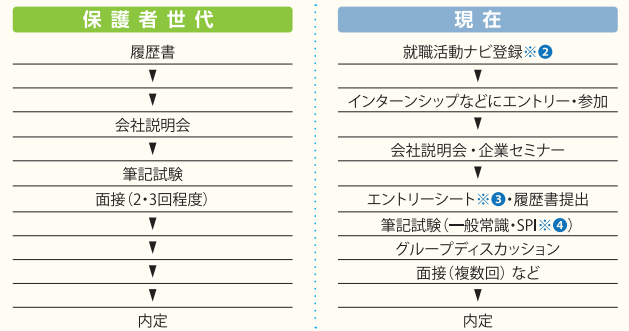 保護者世代
履歴書
▼
▼
会社説明会
▼
筆記試験
面接(2・3回程度)
▼
▼
▼
▼
内定
現在
就職活動ナビ登録※❷
▼
インターンシップなどにエントリー・参加
▼
会社説明会・企業セミナー
▼
エントリーシート※❸・履歴書提出
筆記試験(一般常識・SPI※❹)
グループディスカッション
面接(複数回)など
▼
内定